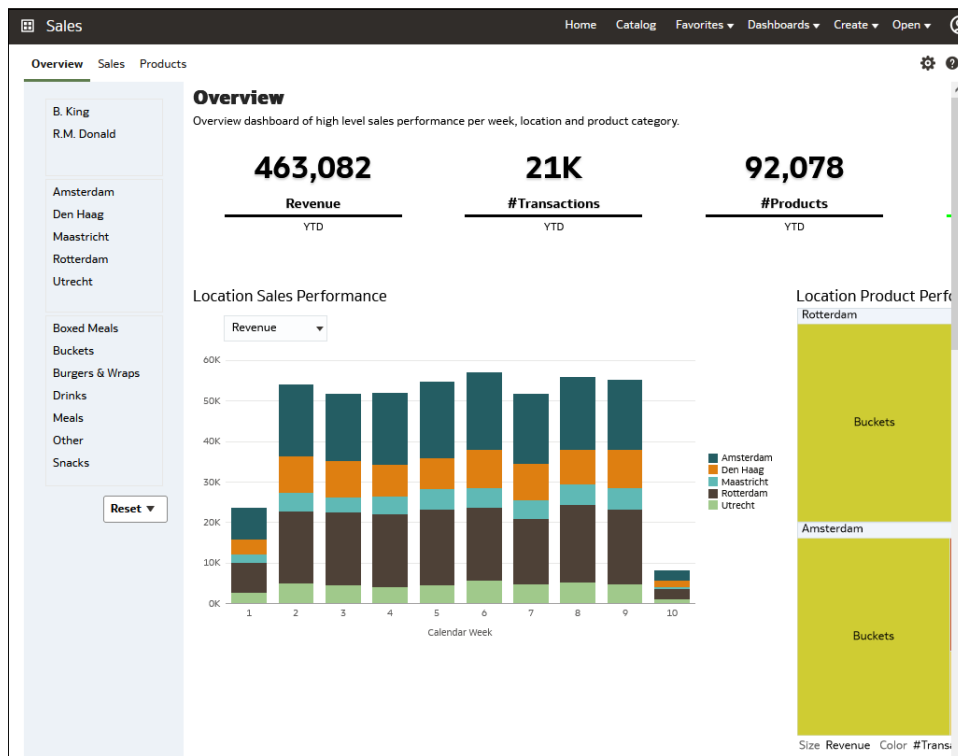 Sales
Home Catalog Favorites Dashboards Create Open
Overview Sales Products
B. King
R.M. Donald
Amsterdam
Den Haag
Maastricht
Rotterdam
Utrecht
Boxed Meals
Buckets
Burgers & Wraps
Drinks
Meals
Other
Snacks
Reset
Overview
Overview dashboard of high level sales performance per week, location and product category.
463,082
Revenue
YTD
21K
#Transactions
YTD
92,078
#Products
YTD
Location Sales Performance
Revenue
60K
50K
40K
30K
20K
10K
0K
1 2 3 4 5 6 7 8 9 10
Calendar Week
Amsterdam
Den Haag
Maastricht
Rotterdam
Utrecht
Location Product Perfo
Rotterdam
Buckets
Amsterdam
Buckets
Size Revenue Color #Transa